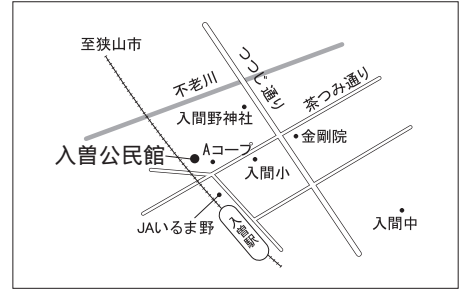 至狭山市
不老川
つつじ通り
茶つみ通り
入間野神社
金剛院
Aコープ
入曽公民館
入間小
JAいるま野
入曽駅
入間中